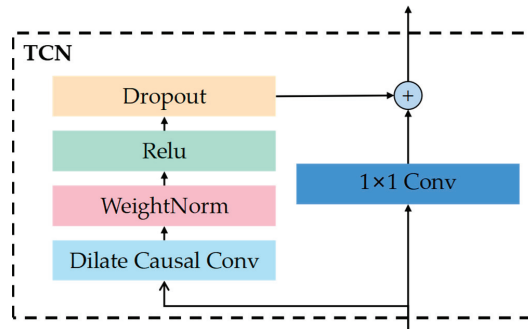 TCN
Dropout
+
Relu
1×1 Conv
WeightNorm
Dilate Causal Conv